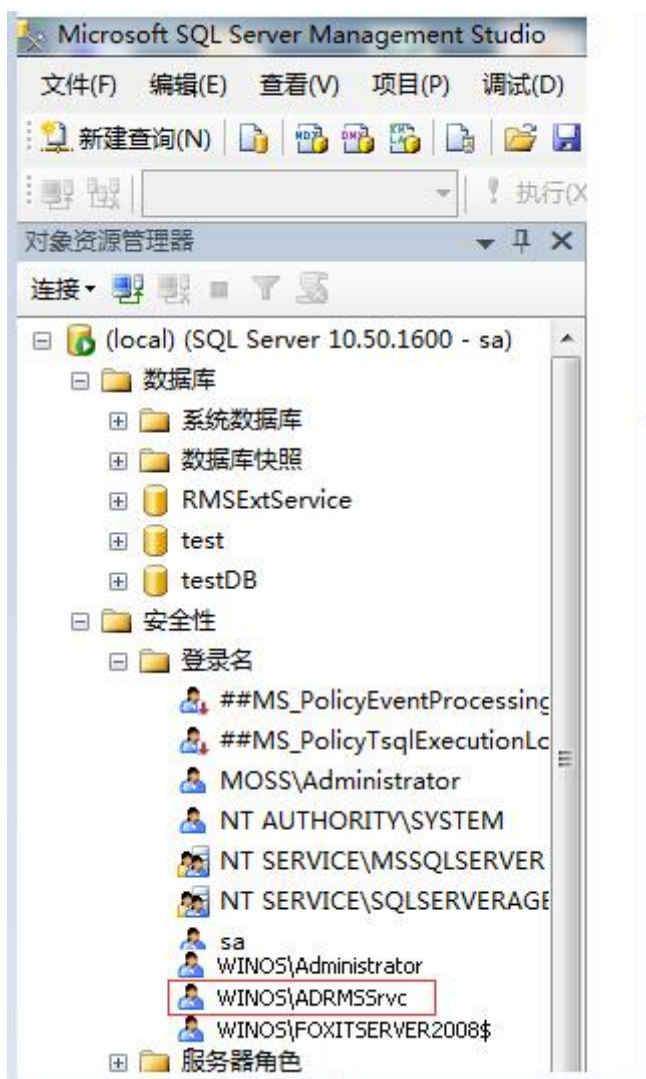 Microsoft SQL Server Management Studio
文件(F) 编辑(E) 查看(V) 项目(P) 调试(D)
新建查询(N)
执行(X
对象资源管理器
连接
(local) (SQL Server 10.50.1600 - sa)
数据库
系统数据库
数据库快照
RMSExtService
test
testDB
安全性
登录名
##MS_PolicyEventProcessing
##MS_PolicyTsqlExecutionLo
MOSS\Administrator
NT AUTHORITY\SYSTEM
NT SERVICE\MSSQLSERVER
NT SERVICE\SQLSERVERAGE
sa
WINOS\Administrator
WINOS\ADRMSSrvc
WINOS\FOXITSERVER2008$
服务器角色